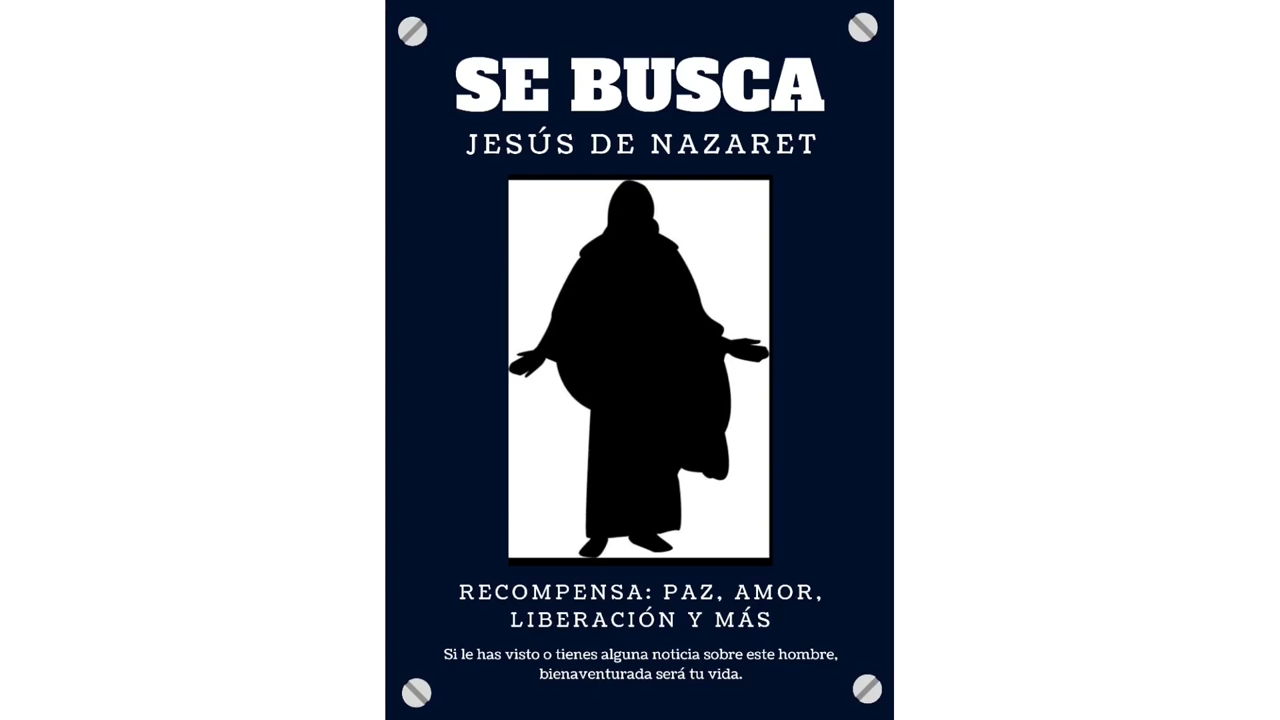 SE BUSCA
JESÚS DE NAZARET
RECOMPENSA: PAZ, AMOR,
LIBERACIÓN Y MÁS
Si le has visto o tienes alguna noticia sobre este hombre,
bienaventurada será tu vida.